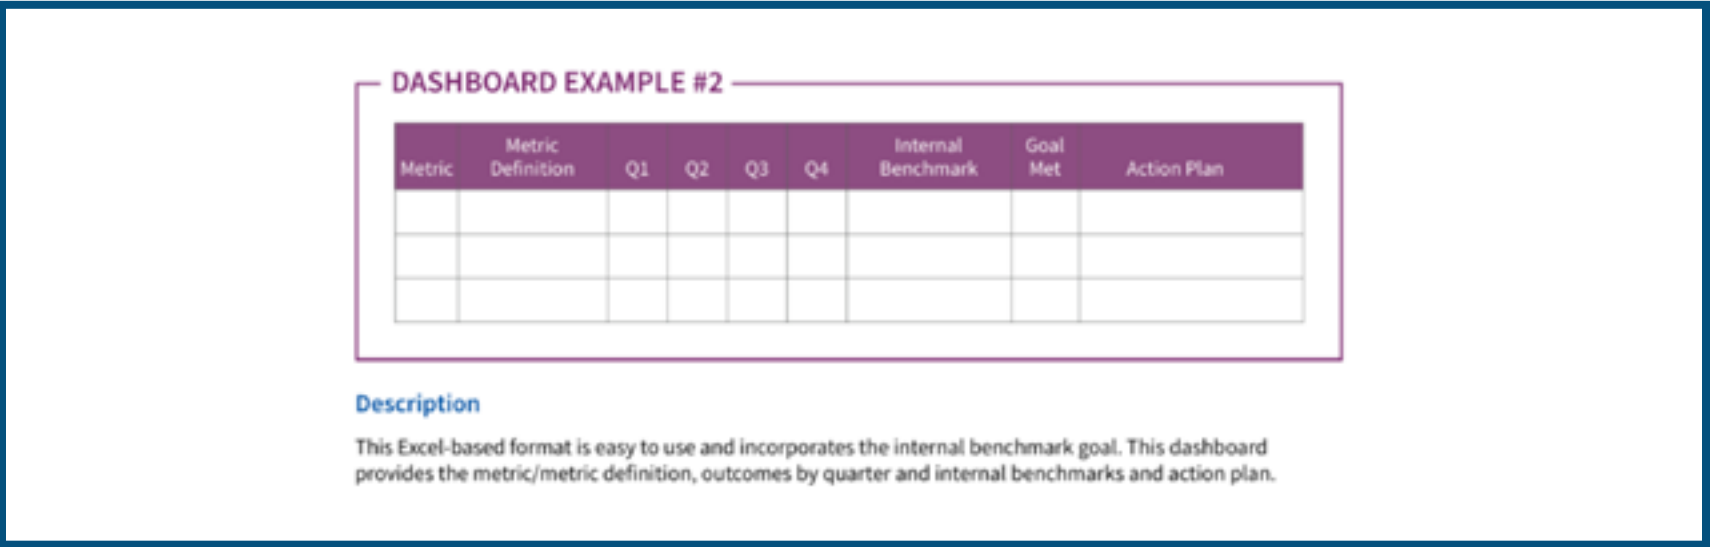 DASHBOARD EXAMPLE #2
Metric Metric Definition Q1 Q2 Q3 Q4 Internal Benchmark Goal Met Action Plan
Description
This Excel-based format is easy to use and incorporates the internal benchmark goal. This dashboard
provides the metric/metric definition, outcomes by quarter and internal benchmarks and action plan.